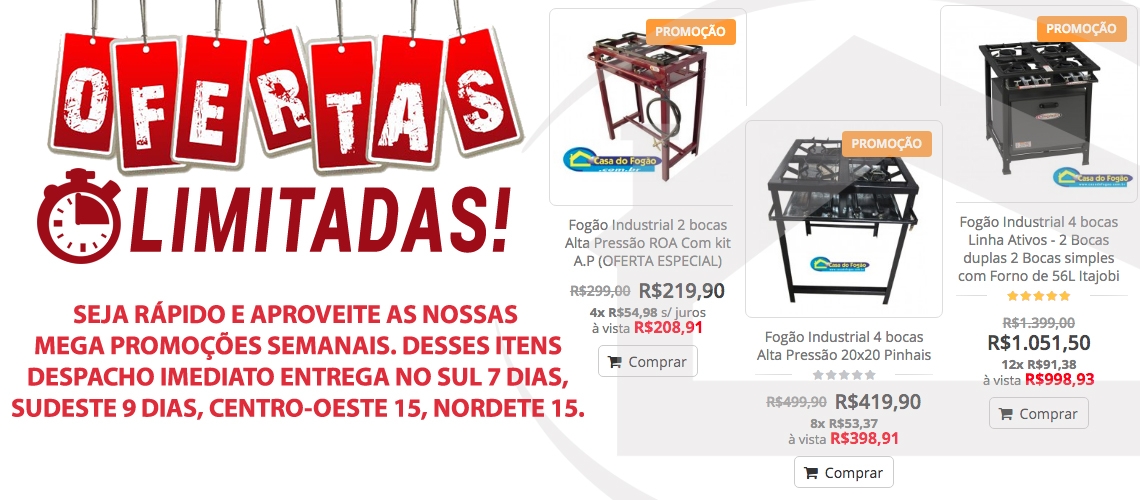 OFERTAS
LIMITADAS!
SEJA RÁPIDO E APROVEITE AS NOSSAS
MEGA PROMOÇÕES SEMANAIS. DESSES ITENS
DESPACHO IMEDIATO ENTREGA NO SUL 7 DIAS,
SUDESTE 9 DIAS, CENTRO-OESTE 15, NORDETE 15.
PROMOÇÃO
Casa do Fogão
.com.br
Fogão Industrial 2 bocas
Alta Pressão ROA Com kit
A.P (OFERTA ESPECIAL)
R$299,00 R$219,90
4x R$54,98 s/ juros
à vista R$208,91
Comprar
PROMOÇÃO
Casa do Fogão
Fogão Industrial 4 bocas
Alta Pressão 20x20 Pinhais
R$499,90 R$419,90
8x R$53,37
à vista R$398,91
Comprar
PROMOÇÃO
Casa do Fogão
Fogão Industrial 4 bocas
Linha Ativos - 2 Bocas
duplas 2 Bocas simples
com Forno de 56L Itajobi
R$1.399,00
R$1.051,50
12x R$91,38
à vista R$998,93
Comprar